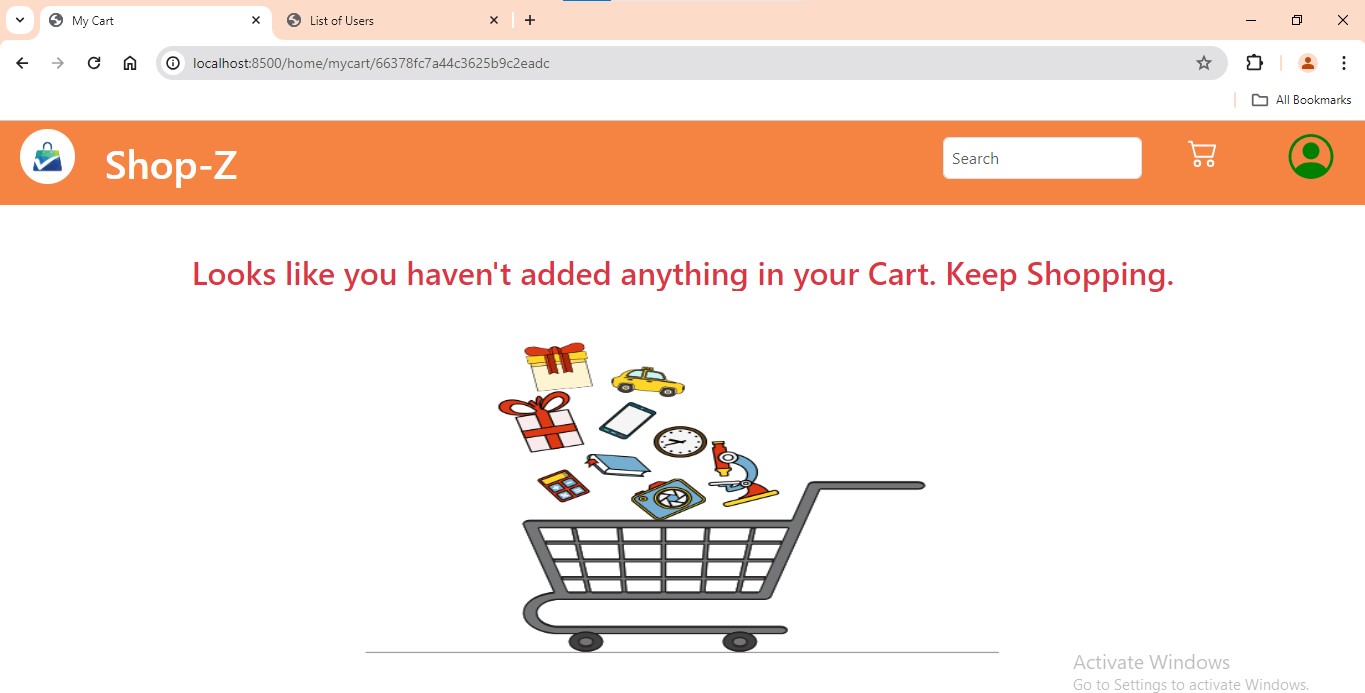 My Cart
List of Users
localhost:8500/home/mycart/66378fc7a44c3625b9c2eadc
All Bookmarks
Shop-Z
Search
Looks like you haven't added anything in your Cart. Keep Shopping.
Activate Windows
Go to Settings to activate Windows.